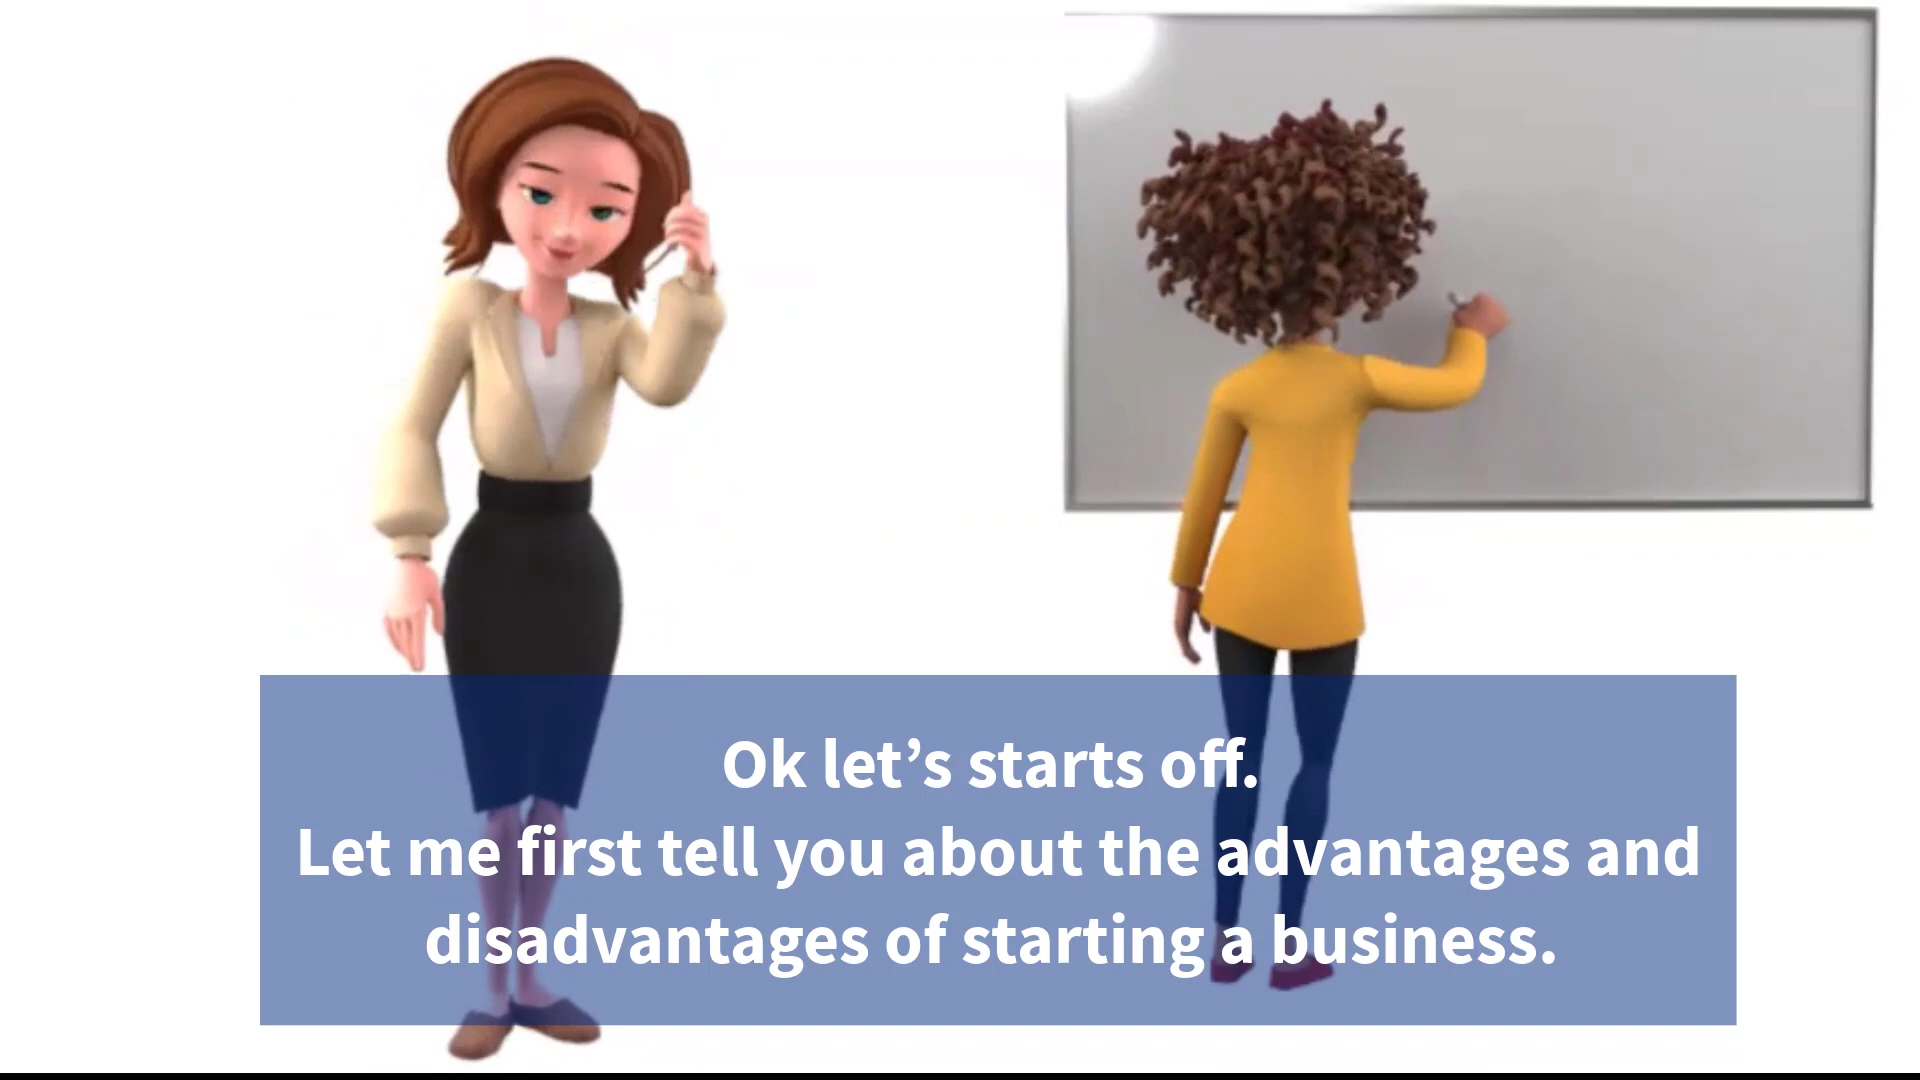 Ok let’s starts off.
Let me first tell you about the advantages and
disadvantages of starting a business.